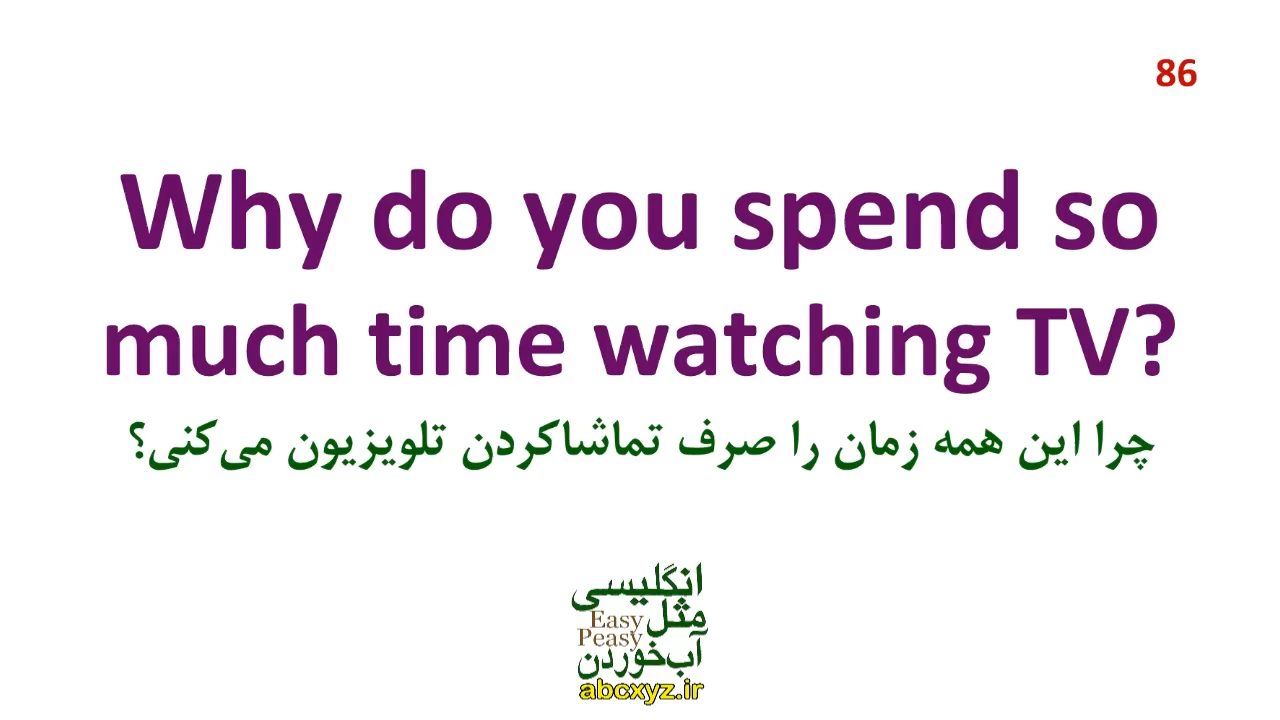 86
Why do you spend so
much time watching TV?
چرا این همه زمان را صرف تماشاکردن تلویزیون می‌کنی؟
انگلیسی
مثل
Easy
Peasy
آب‌خوردن
abcxyz.ir